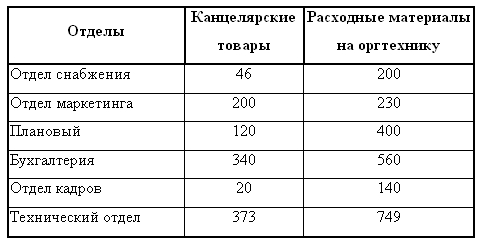 Отделы Канцелярские товары Расходные материалы на оргтехнику
Отдел снабжения 46 200
Отдел маркетинга 200 230
Плановый 120 400
Бухгалтерия 340 560
Отдел кадров 20 140
Технический отдел 373 749